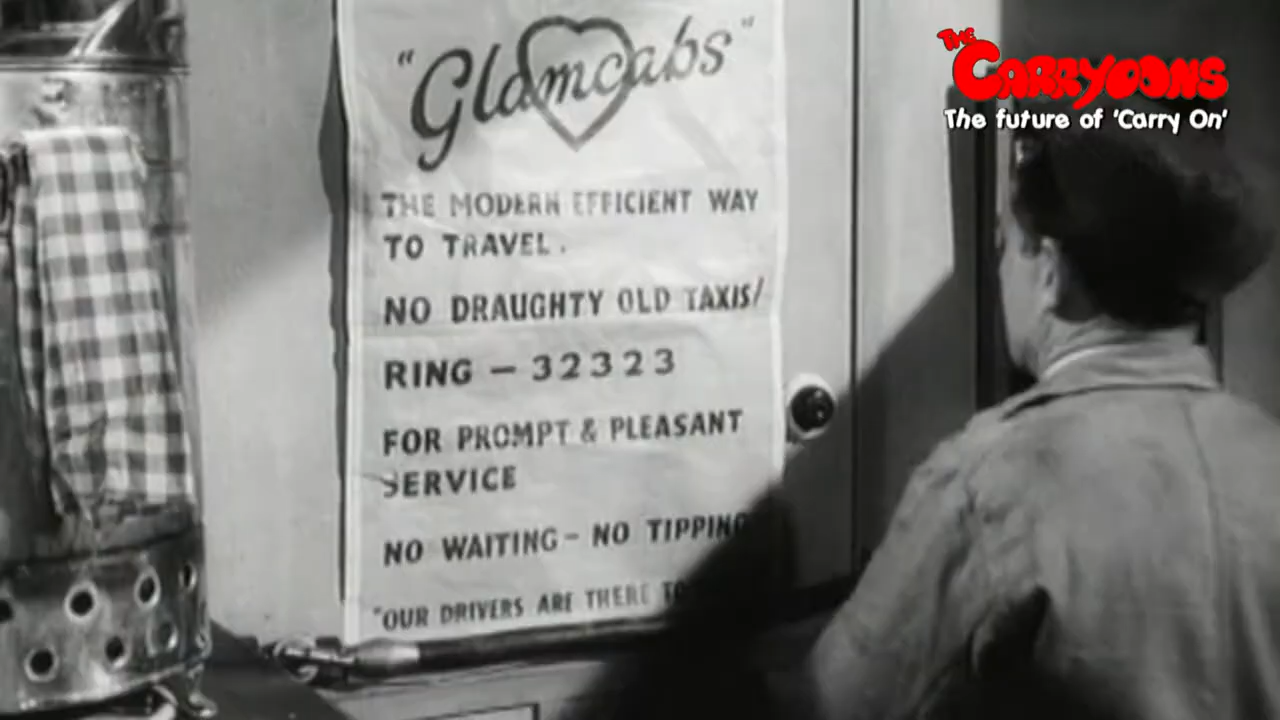 THE
CARRYOONS
The future of 'Carry On'
"Glamcabs"
THE MODERN EFFICIENT WAY
TO TRAVEL.
NO DRAUGHTY OLD TAXIS/
RING – 32323
FOR PROMPT & PLEASANT
SERVICE
NO WAITING – NO TIPPING
"OUR DRIVERS ARE THERE TO